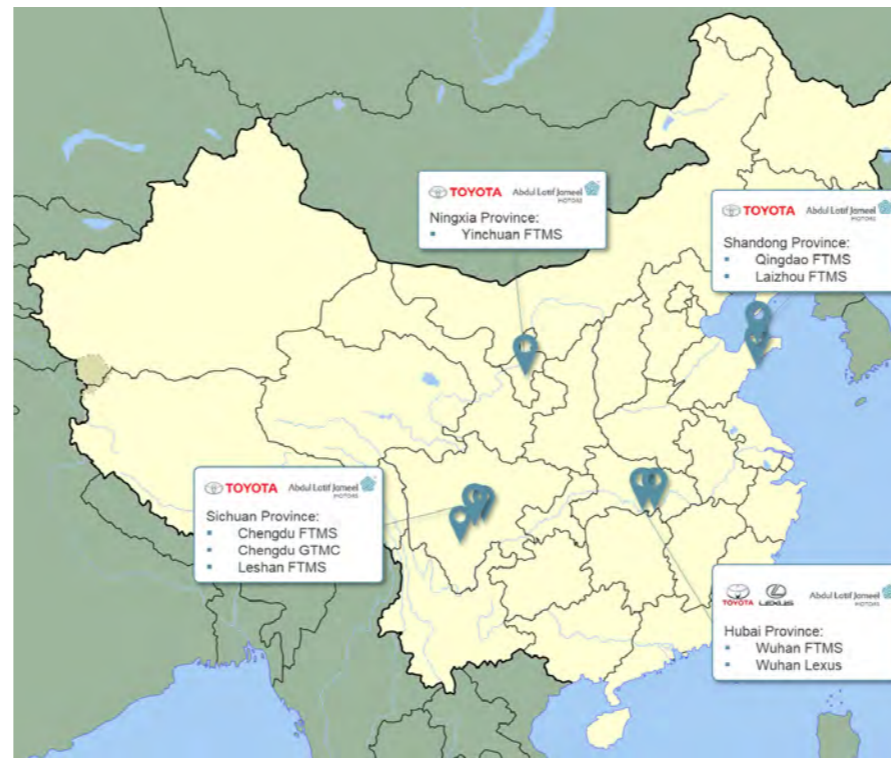 TOYOTA Abdul Latif Jameel
MOTORS
Ningxia Province:
▪ Yinchuan FTMS
TOYOTA Abdul Latif Jameel
MOTORS
Shandong Province:
▪ Qingdao FTMS
▪ Laizhou FTMS
TOYOTA Abdul Latif Jameel
MOTORS
Sichuan Province:
▪ Chengdu FTMS
▪ Chengdu GTMC
▪ Leshan FTMS
TOYOTA LEXUS Abdul Latif Jameel
MOTORS
Hubai Province:
▪ Wuhan FTMS
▪ Wuhan Lexus